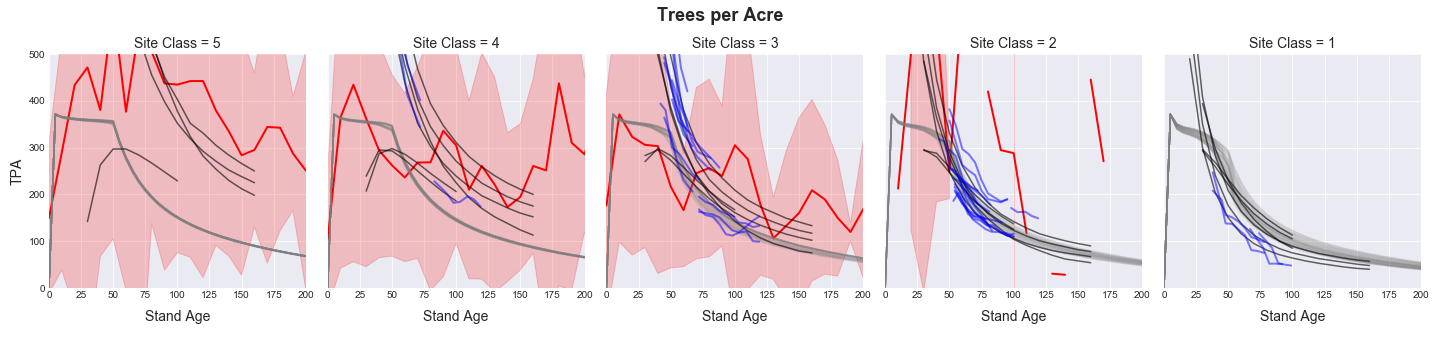 Trees per Acre
Site Class = 5
Site Class = 4
Site Class = 3
Site Class = 2
Site Class = 1
TPA
500
400
300
200
100
0
0 25 50 75 100 125 150 175 200
0 25 50 75 100 125 150 175 200
0 25 50 75 100 125 150 175 200
0 25 50 75 100 125 150 175 200
0 25 50 75 100 125 150 175 200
Stand Age
Stand Age
Stand Age
Stand Age
Stand Age